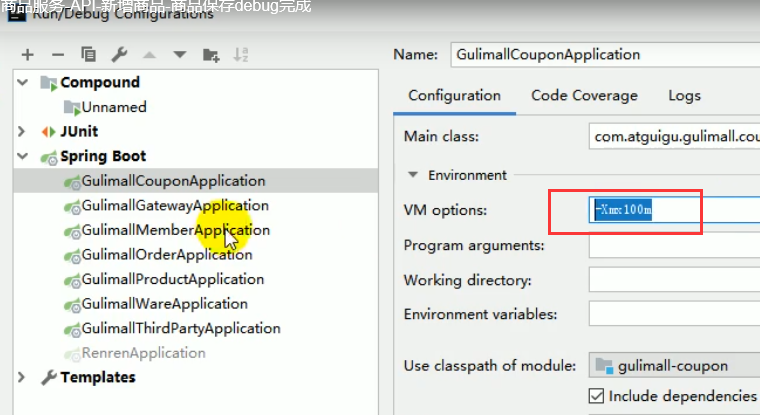 商品服务-API-新增商品-商品保存debug完成
Run/Debug Configurations
Name: GulimallCouponApplication
Compound
Unnamed
JUnit
Spring Boot
GulimallCouponApplication
GulimallGatewayApplication
GulimallMemberApplication
GulimallOrderApplication
GulimallProductApplication
GulimallWareApplication
GulimallThirdPartyApplication
RenrenApplication
Templates
Configuration Code Coverage Logs
Main class: com.atguigu.gulimall.cou
Environment
VM options: -Xmx100m
Program arguments:
Working directory:
Environment variables:
Use classpath of module: gulimall-coupon
Include dependencies